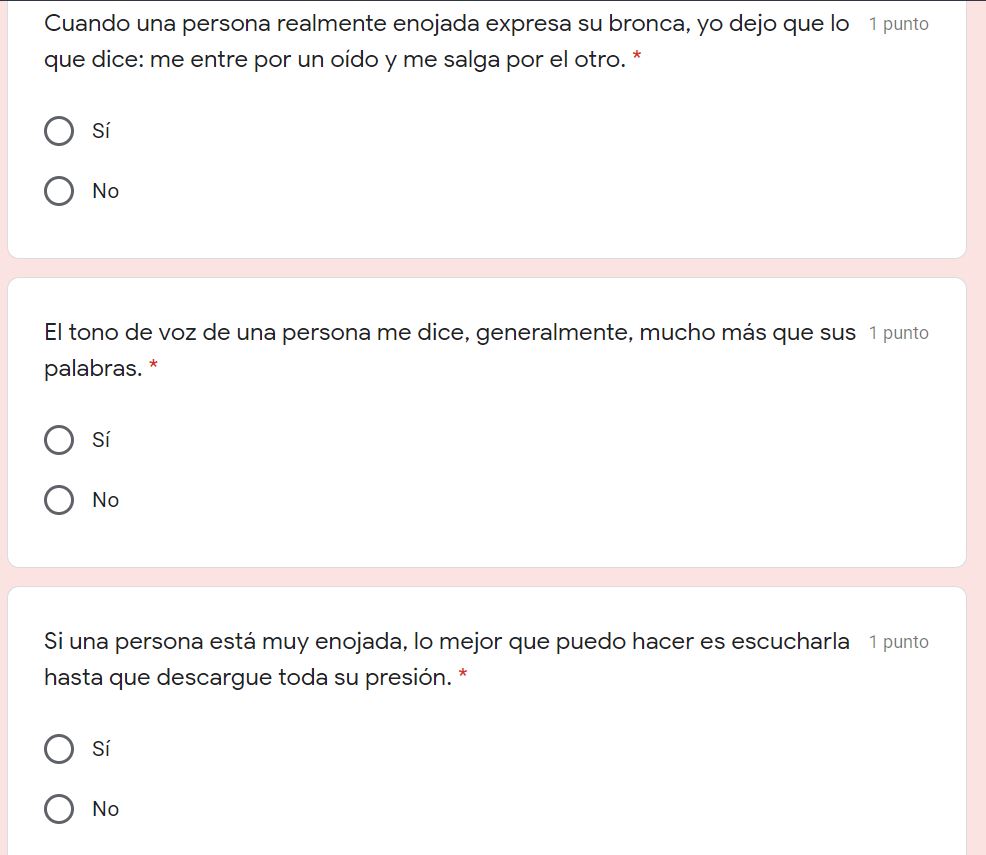 Cuando una persona realmente enojada expresa su bronca, yo dejo que lo 1 punto
que dice: me entre por un oído y me salga por el otro. *
Sí
No
El tono de voz de una persona me dice, generalmente, mucho más que sus 1 punto
palabras. *
Sí
No
Si una persona está muy enojada, lo mejor que puedo hacer es escucharla 1 punto
hasta que descargue toda su presión. *
Sí
No